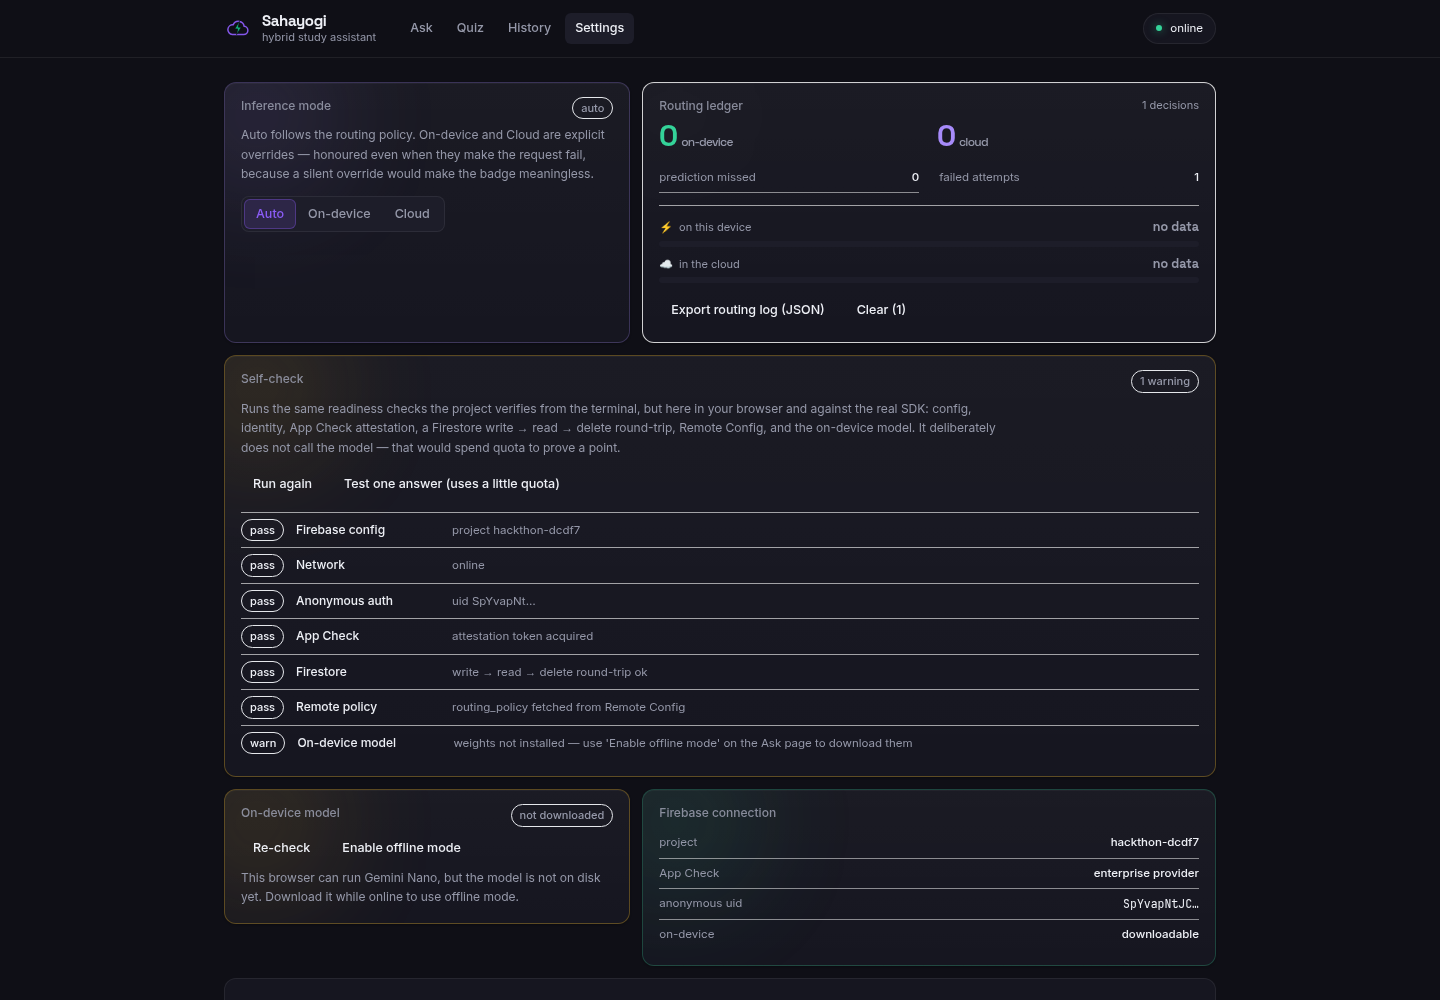 Sahayogi
hybrid study assistant
Ask
Quiz
History
Settings
online
Inference mode
auto
Auto follows the routing policy. On-device and Cloud are explicit
overrides — honoured even when they make the request fail,
because a silent override would make the badge meaningless.
Auto
On-device
Cloud
Routing ledger
1 decisions
0 on-device
0 cloud
prediction missed 0
failed attempts 1
⚡ on this device no data
☁️ in the cloud no data
Export routing log (JSON)
Clear (1)
Self-check
1 warning
Runs the same readiness checks the project verifies from the terminal, but here in your browser and against the real SDK: config,
identity, App Check attestation, a Firestore write → read → delete round-trip, Remote Config, and the on-device model. It deliberately
does not call the model — that would spend quota to prove a point.
Run again
Test one answer (uses a little quota)
pass Firebase config project hackthon-dcdf7
pass Network online
pass Anonymous auth uid SpYvapNt…
pass App Check attestation token acquired
pass Firestore write → read → delete round-trip ok
pass Remote policy routing_policy fetched from Remote Config
warn On-device model weights not installed — use 'Enable offline mode' on the Ask page to download them
On-device model
not downloaded
Re-check
Enable offline mode
This browser can run Gemini Nano, but the model is not on disk
yet. Download it while online to use offline mode.
Firebase connection
project hackthon-dcdf7
App Check enterprise provider
anonymous uid SpYvapNtJC…
on-device downloadable